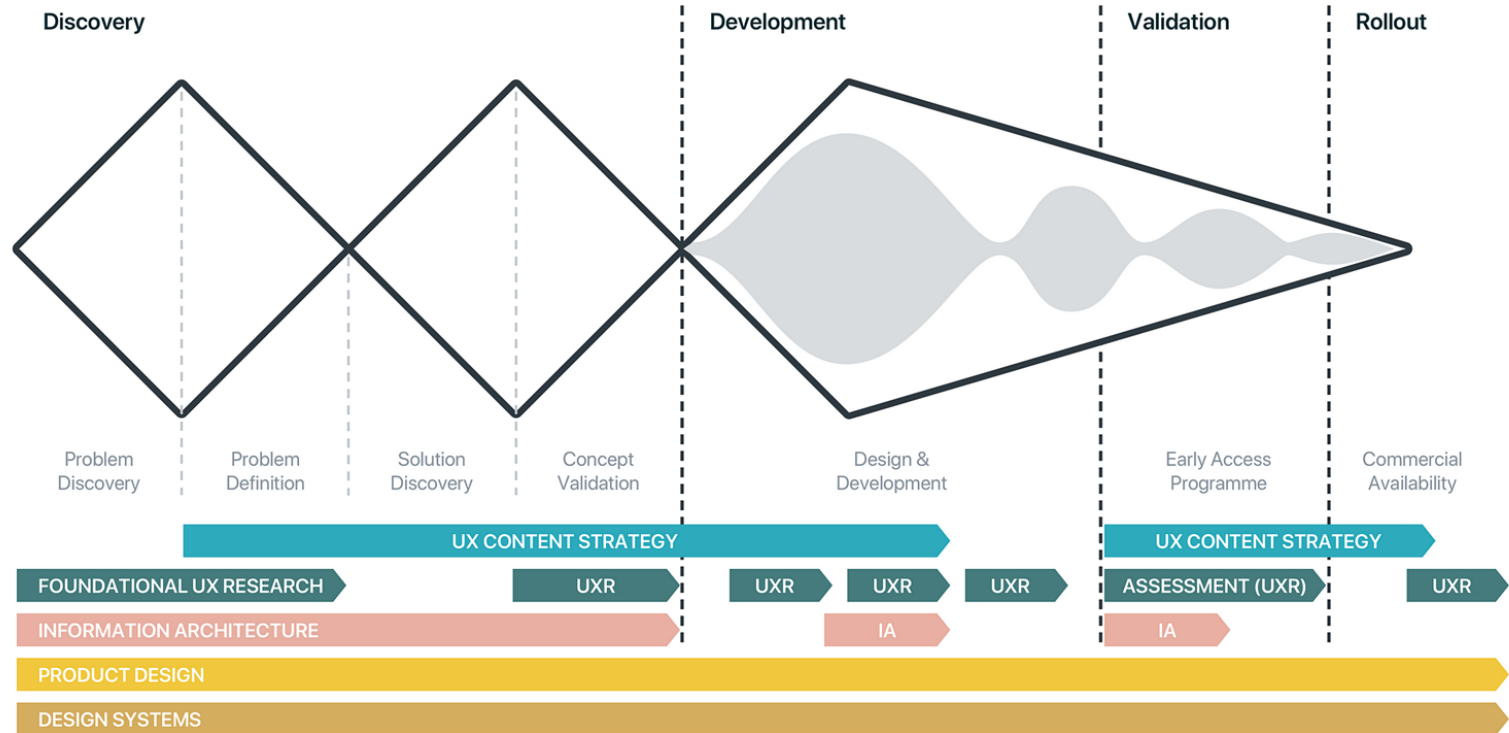 Discovery
Development
Validation
Rollout
Problem
Discovery
Problem
Definition
Solution
Discovery
Concept
Validation
Design &
Development
Early Access
Programme
Commercial
Availability
UX CONTENT STRATEGY
UX CONTENT STRATEGY
FOUNDATIONAL UX RESEARCH
UXR
UXR
UXR
UXR
ASSESSMENT (UXR)
UXR
INFORMATION ARCHITECTURE
IA
IA
PRODUCT DESIGN
DESIGN SYSTEMS